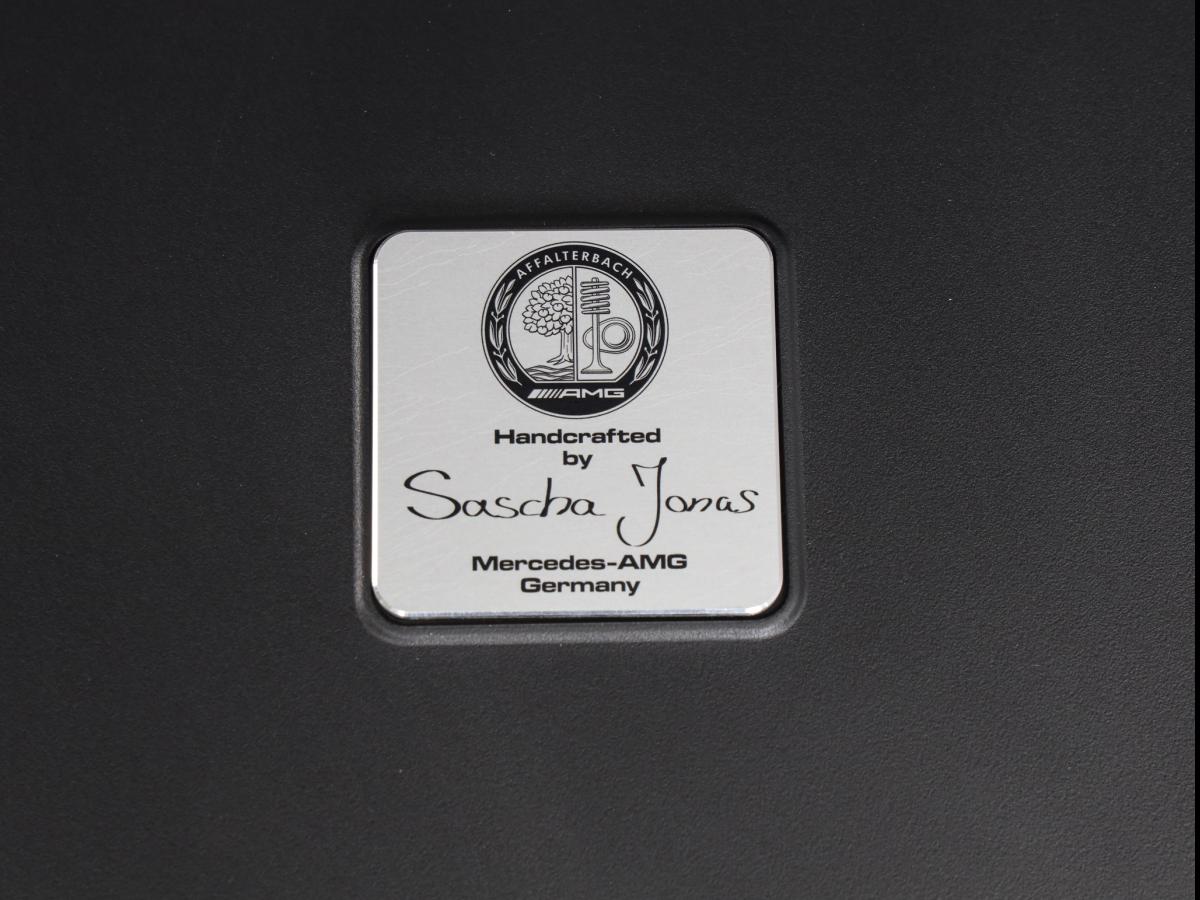 AFFALTERBACH
AMG
Handcrafted
by
Sascha Jonas
Mercedes-AMG
Germany